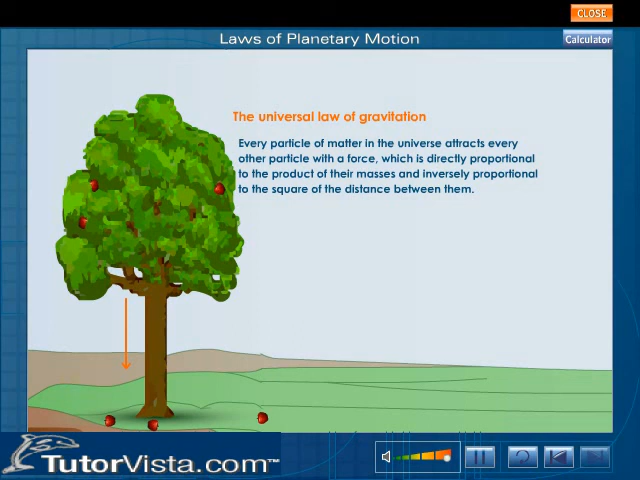 CLOSE
Laws of Planetary Motion
Calculator
The universal law of gravitation
Every particle of matter in the universe attracts every
other particle with a force, which is directly proportional
to the product of their masses and inversely proportional
to the square of the distance between them.
TutorVista.com™